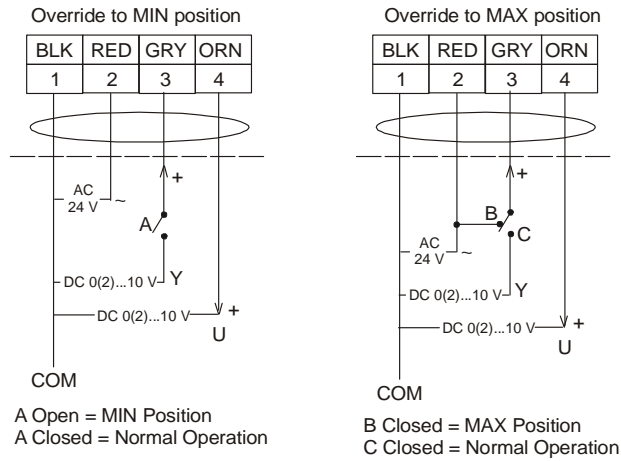 Override to MIN position
BLK RED GRY ORN
1 2 3 4
+
AC
24 V ~
A
DC 0(2)...10 V Y
DC 0(2)...10 V +
U
COM
A Open = MIN Position
A Closed = Normal Operation
Override to MAX position
BLK RED GRY ORN
1 2 3 4
+
B
C
AC
24 V ~
DC 0(2)...10 V Y
DC 0(2)...10 V +
U
COM
B Closed = MAX Position
C Closed = Normal Operation